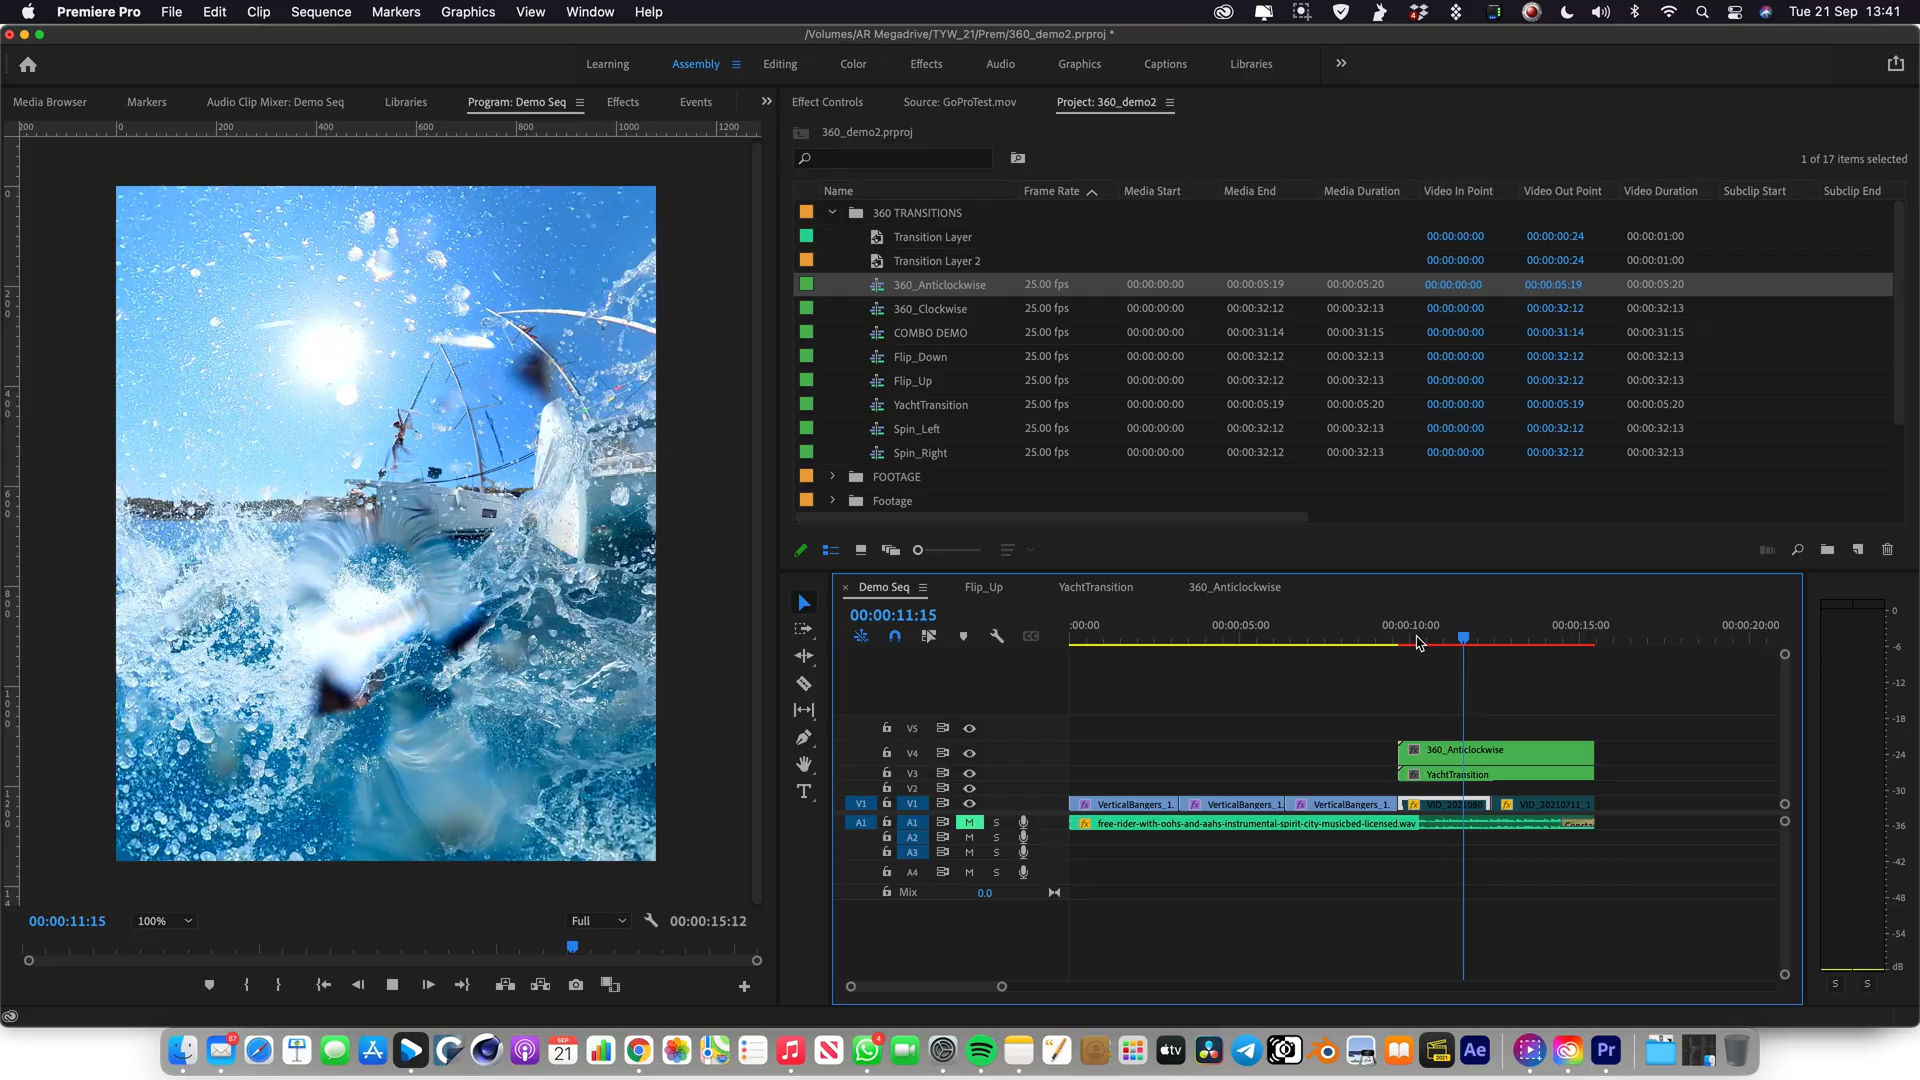 Premiere Pro File Edit Clip Sequence Markers Graphics View Window Help Tue 21 Sep 13:41
/Volumes/AR Megadrive/TYW_21/Prem/360_demo2.prproj *
Learning Assembly Editing Color Effects Audio Graphics Captions Libraries
Media Browser Markers Audio Clip Mixer: Demo Seq Libraries Program: Demo Seq Effects Events
Effect Controls Source: GoProTest.mov Project: 360_demo2
360_demo2.prproj
1 of 17 items selected
Name Frame Rate Media Start Media End Media Duration Video In Point Video Out Point Video Duration Subclip Start Subclip End
360 TRANSITIONS
Transition Layer 00:00:00:00 00:00:00:24 00:00:01:00
Transition Layer 2 00:00:00:00 00:00:00:24 00:00:01:00
360_Anticlockwise 25.00 fps 00:00:00:00 00:00:05:19 00:00:05:20 00:00:00:00 00:00:05:19 00:00:05:20
360_Clockwise 25.00 fps 00:00:00:00 00:00:32:12 00:00:32:13 00:00:00:00 00:00:32:12 00:00:32:13
COMBO DEMO 25.00 fps 00:00:00:00 00:00:31:14 00:00:31:15 00:00:00:00 00:00:31:14 00:00:31:15
Flip_Down 25.00 fps 00:00:00:00 00:00:32:12 00:00:32:13 00:00:00:00 00:00:32:12 00:00:32:13
Flip_Up 25.00 fps 00:00:00:00 00:00:32:12 00:00:32:13 00:00:00:00 00:00:32:12 00:00:32:13
YachtTransition 25.00 fps 00:00:00:00 00:00:05:19 00:00:05:20 00:00:00:00 00:00:05:19 00:00:05:20
Spin_Left 25.00 fps 00:00:00:00 00:00:32:12 00:00:32:13 00:00:00:00 00:00:32:12 00:00:32:13
Spin_Right 25.00 fps 00:00:00:00 00:00:32:12 00:00:32:13 00:00:00:00 00:00:32:12 00:00:32:13
FOOTAGE
Footage
200 0 200 400 600 800 1000 1200
00:00:11:15 100% Full 00:00:15:12
Demo Seq Flip_Up YachtTransition 360_Anticlockwise
00:00:11:15
:00:00 00:00:05:00 00:00:10:00 00:00:15:00 00:00:20:00
V5
V4 360_Anticlockwise
V3 YachtTransition
V2
V1 V1 VerticalBangers_1. VerticalBangers_1. VerticalBangers_1. VID_2021080 VID_20210711_1
A1 A1 M S free-rider-with-oohs-and-aahs-instrumental-spirit-city-musicbed-licensed.wav Consta
A2 M S
A3 M S
A4 M S
Mix 0.0
0
-6
-12
-18
-24
-30
-36
-42
-48
-54
dB
S S
87 SEP 21 4 tv 2021 Ae Pr